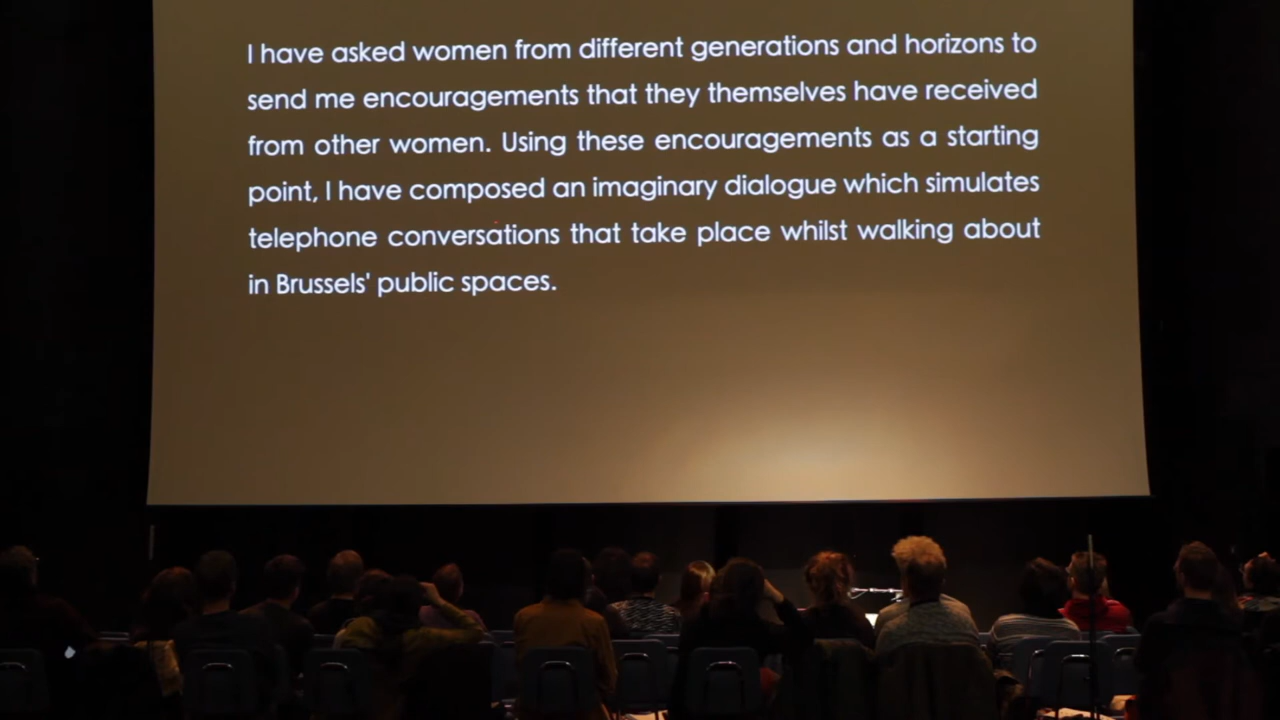 I have asked women from different generations and horizons to
send me encouragements that they themselves have received
from other women. Using these encouragements as a starting
point, I have composed an imaginary dialogue which simulates
telephone conversations that take place whilst walking about
in Brussels' public spaces.